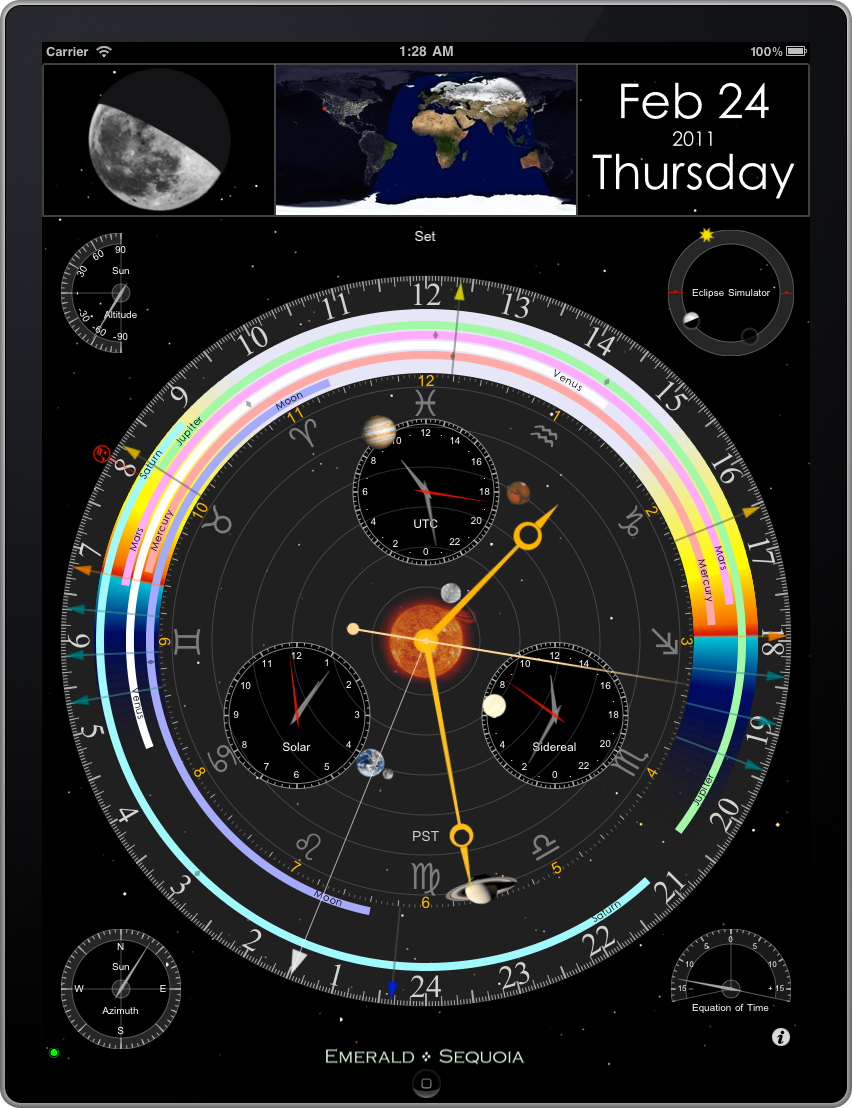 Carrier 1:28 AM 100%
Feb 24
2011
Thursday
Set
90
60
30
Sun
Altitude
-30
-60
-90
Eclipse Simulator
12
13
14
15
16
17
18
19
20
21
22
23
24
1
2
3
4
5
6
7
8
9
10
11
12
1
2
3
4
5
6
7
8
9
10
11
Venus
Moon
Jupiter
Saturn
Mars
Mercury
Mars
Mercury
Venus
Jupiter
Moon
Saturn
10 12 14
8 16
6 18
4 20
2 0 22
UTC
11 12 1
10 2
9 3
8 4
7 6 5
Solar
10 12 14
8 16
18
4 20
2 0 22
Sidereal
PST
N
Sun
W E
Azimuth
S
5 0 5
10 10
15 +15
Equation of Time
i
EMERALD SEQUOIA